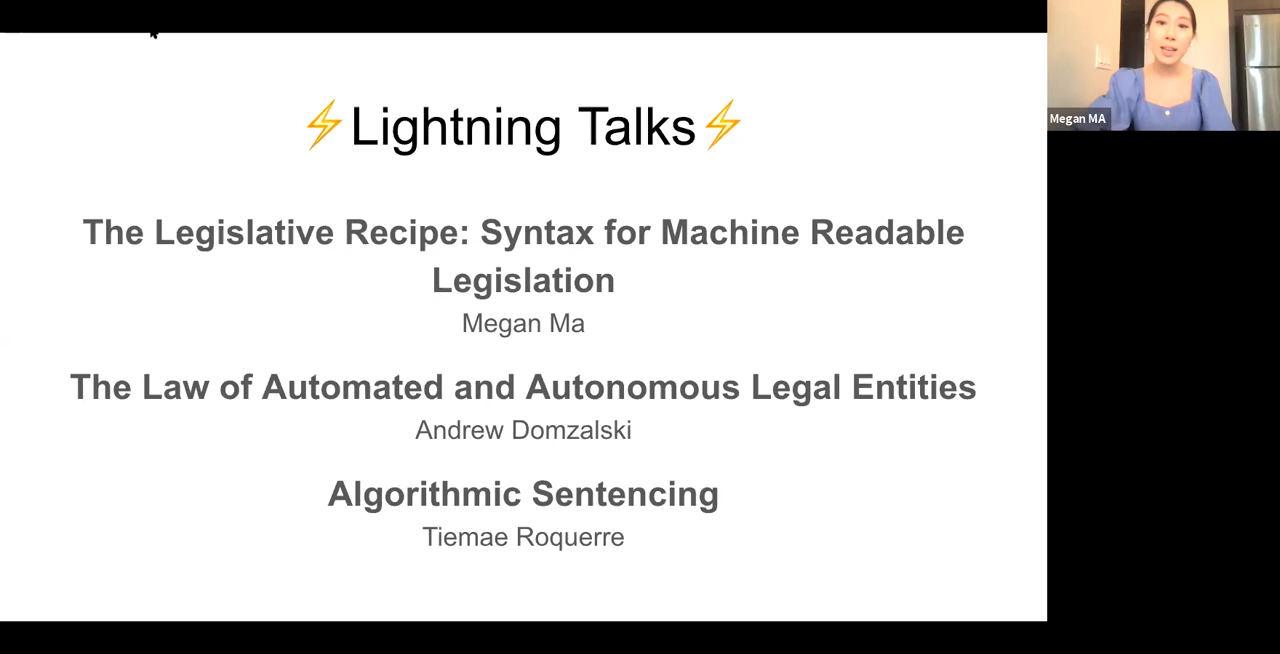 ⚡Lightning Talks⚡
The Legislative Recipe: Syntax for Machine Readable
Legislation
Megan Ma
The Law of Automated and Autonomous Legal Entities
Andrew Domzalski
Algorithmic Sentencing
Tiemae Roquerre
Megan MA